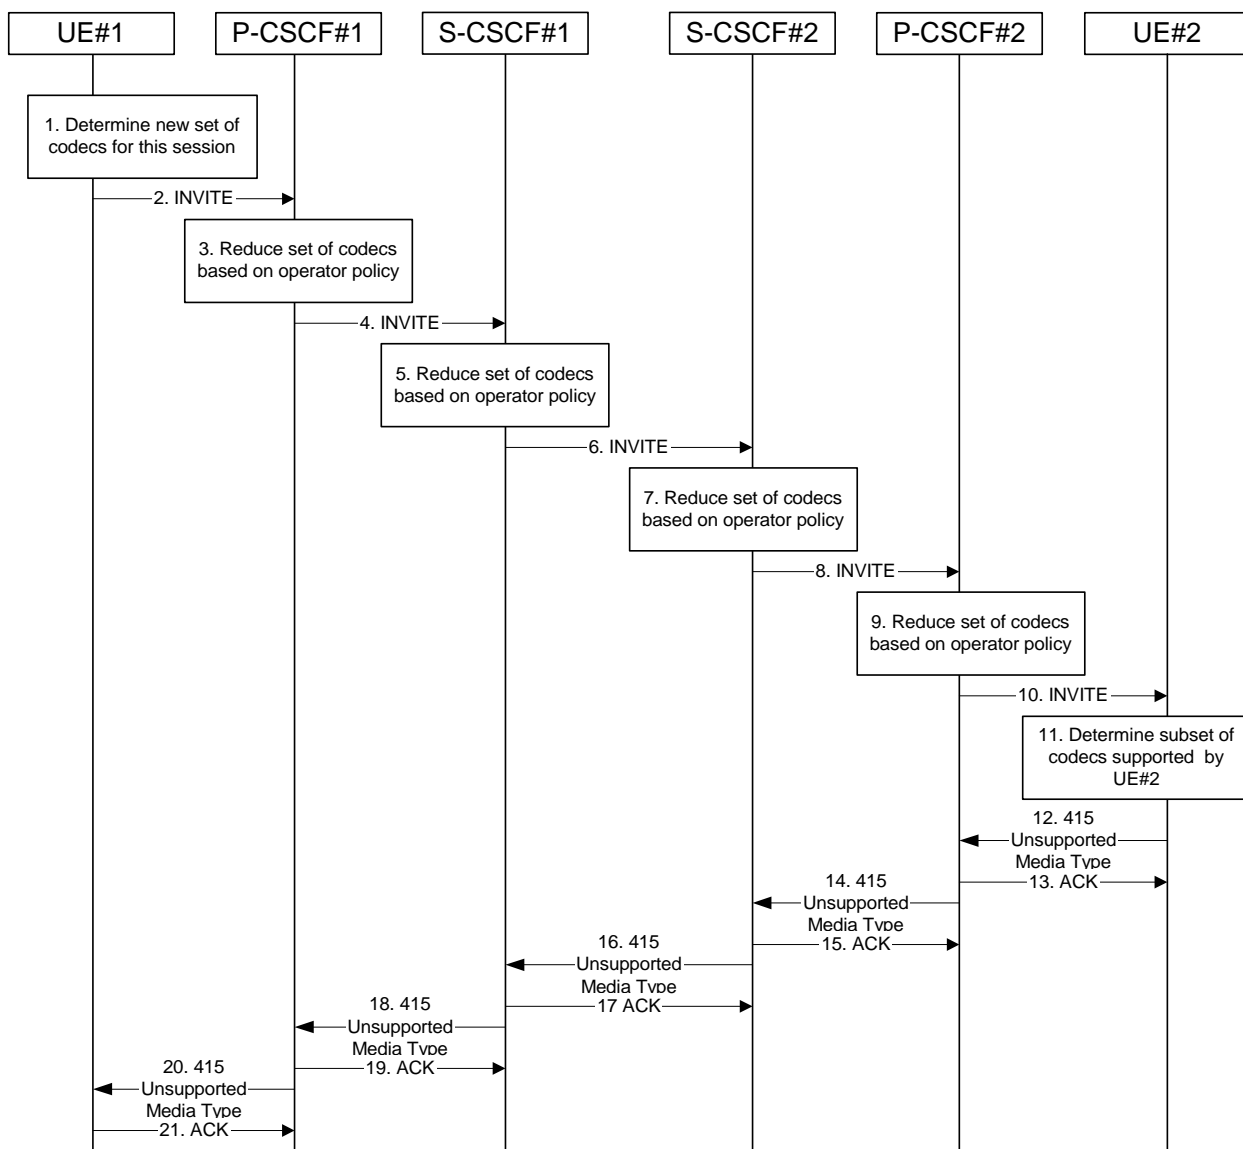 UE#1
P-CSCF#1
S-CSCF#1
S-CSCF#2
P-CSCF#2
UE#2
1. Determine new set of
codecs for this session
2. INVITE
3. Reduce set of codecs
based on operator policy
4. INVITE
5. Reduce set of codecs
based on operator policy
6. INVITE
7. Reduce set of codecs
based on operator policy
8. INVITE
9. Reduce set of codecs
based on operator policy
10. INVITE
11. Determine subset of
codecs supported by
UE#2
12. 415
Unsupported
Media Type
13. ACK
14. 415
Unsupported
Media Type
15. ACK
16. 415
Unsupported
Media Type
17 ACK
18. 415
Unsupported
Media Type
19. ACK
20. 415
Unsupported
Media Type
21. ACK